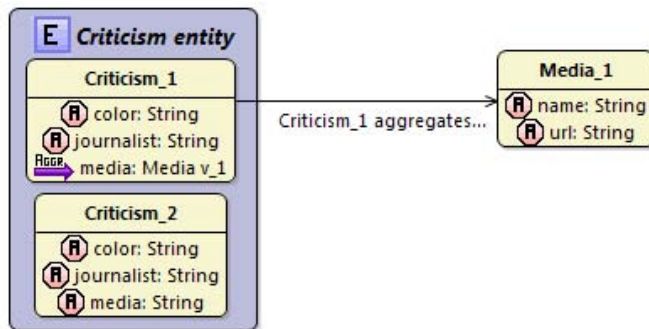 E Criticism entity
Criticism_1
A color: String
A journalist: String
AGGR media: Media v_1
Criticism_1 aggregates...
Media_1
A name: String
A url: String
Criticism_2
A color: String
A journalist: String
A media: String